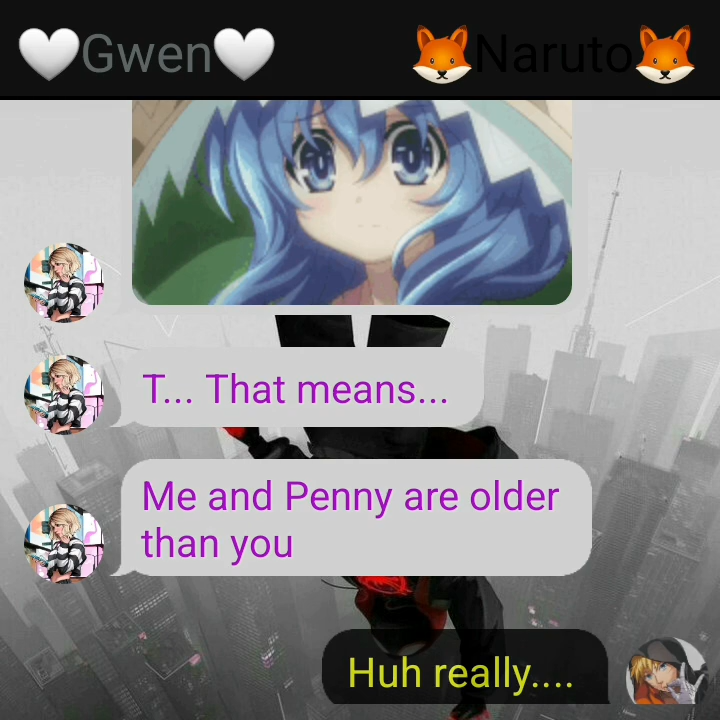 🤍Gwen🤍 🦊Naruto🦊
T... That means...
Me and Penny are older
than you
Huh really....